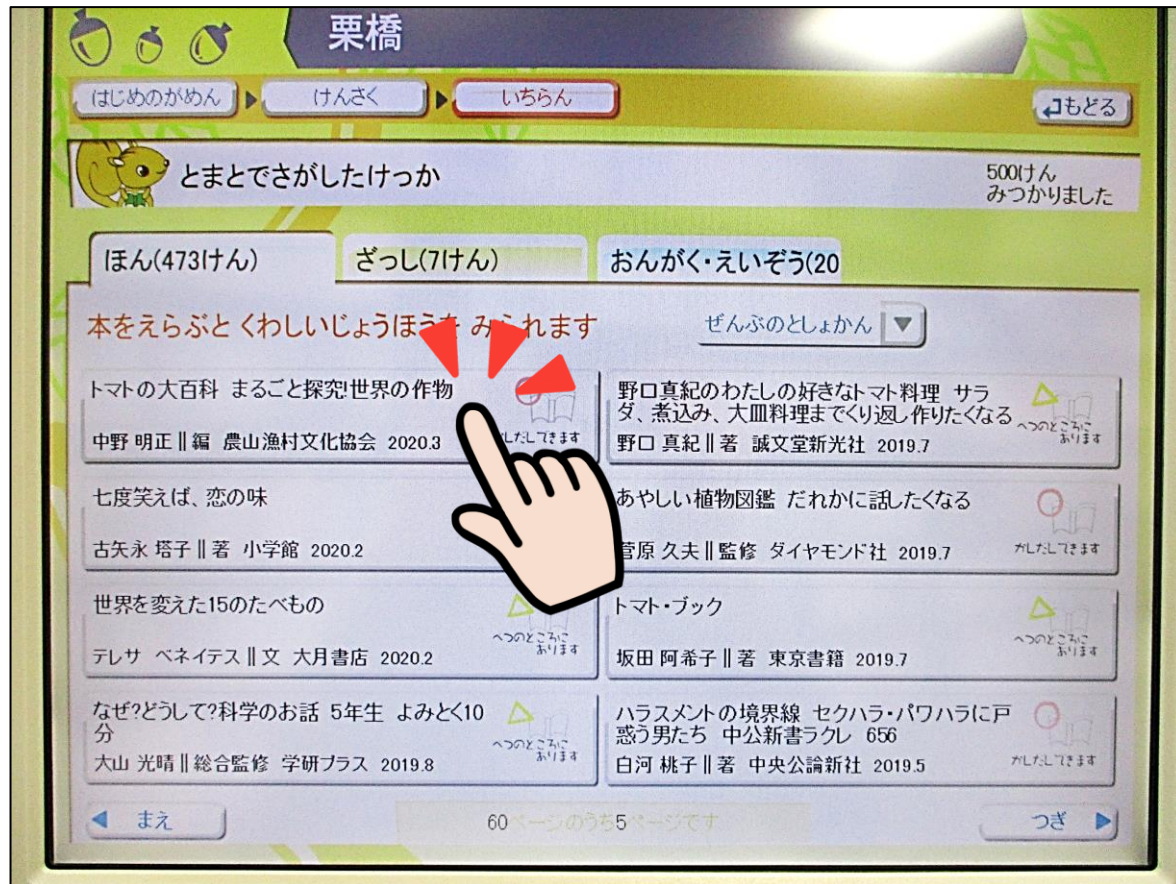 栗橋
はじめのがめん けんさく いちらん もどる
とまとでさがしたけっか
500けん
みつかりました
ほん(473けん) ざっし(7けん) おんがく・えいぞう(20
本をえらぶと くわしいじょうほうを みられます ぜんぶのとしょかん
トマトの大百科 まるごと探究!世界の作物
中野 明正‖編 農山漁村文化協会 2020.3
野口真紀のわたしの好きなトマト料理 サラ
ダ、煮込み、大皿料理までくり返し作りたくなる
野口 真紀‖著 誠文堂新光社 2019.7
べつのところに
あります
七度笑えば、恋の味
古矢永 塔子‖著 小学館 2020.2
あやしい植物図鑑 だれかに話したくなる
菅原 久夫‖監修 ダイヤモンド社 2019.7
かしだしできます
世界を変えた15のたべもの
テレサ ベネイテス‖文 大月書店 2020.2
べつのところに
あります
トマト・ブック
坂田 阿希子‖著 東京書籍 2019.7
べつのところに
あります
なぜ?どうして?科学のお話 5年生 よみとく10
分
大山 光晴‖総合監修 学研プラス 2019.8
べつのところに
あります
ハラスメントの境界線 セクハラ・パワハラに戸
惑う男たち 中公新書ラクレ 656
白河 桃子‖著 中央公論新社 2019.5
かしだしできます
まえ 60ページのうち5ページです つぎ